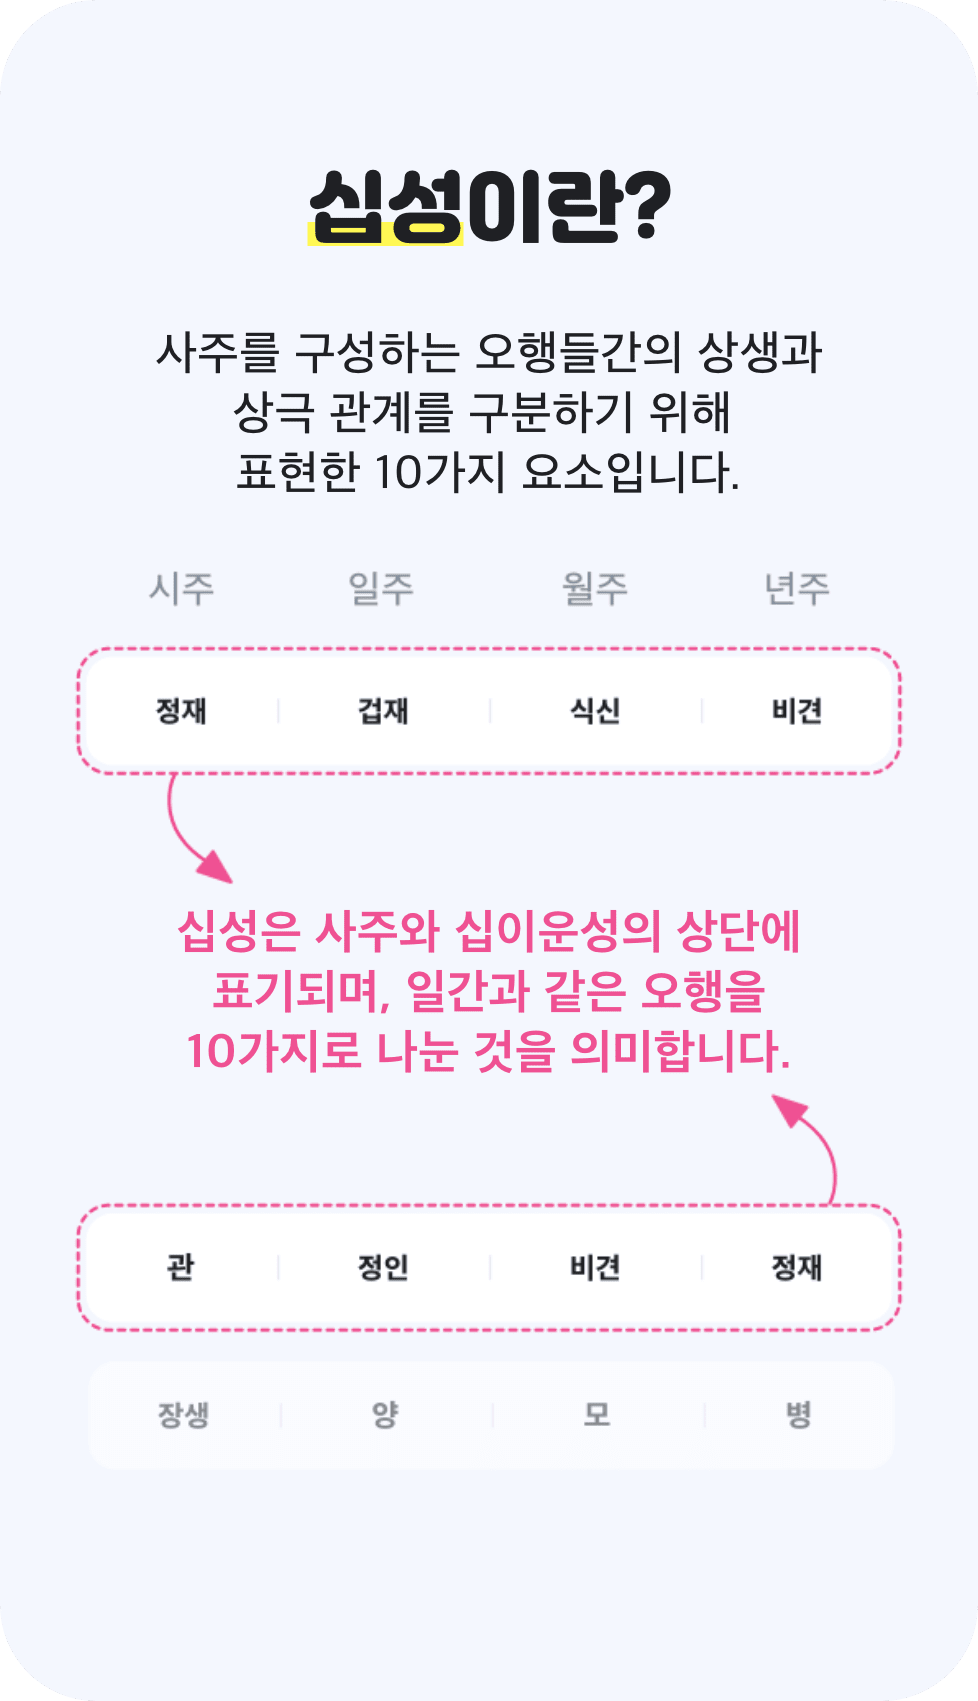 십성이란?
사주를 구성하는 오행들간의 상생과
상극 관계를 구분하기 위해
표현한 10가지 요소입니다.
시주 일주 월주 년주
정재 겁재 식신 비견
십성은 사주와 십이운성의 상단에
표기되며, 일간과 같은 오행을
10가지로 나눈 것을 의미합니다.
관 정인 비견 정재
장생 양 모 병